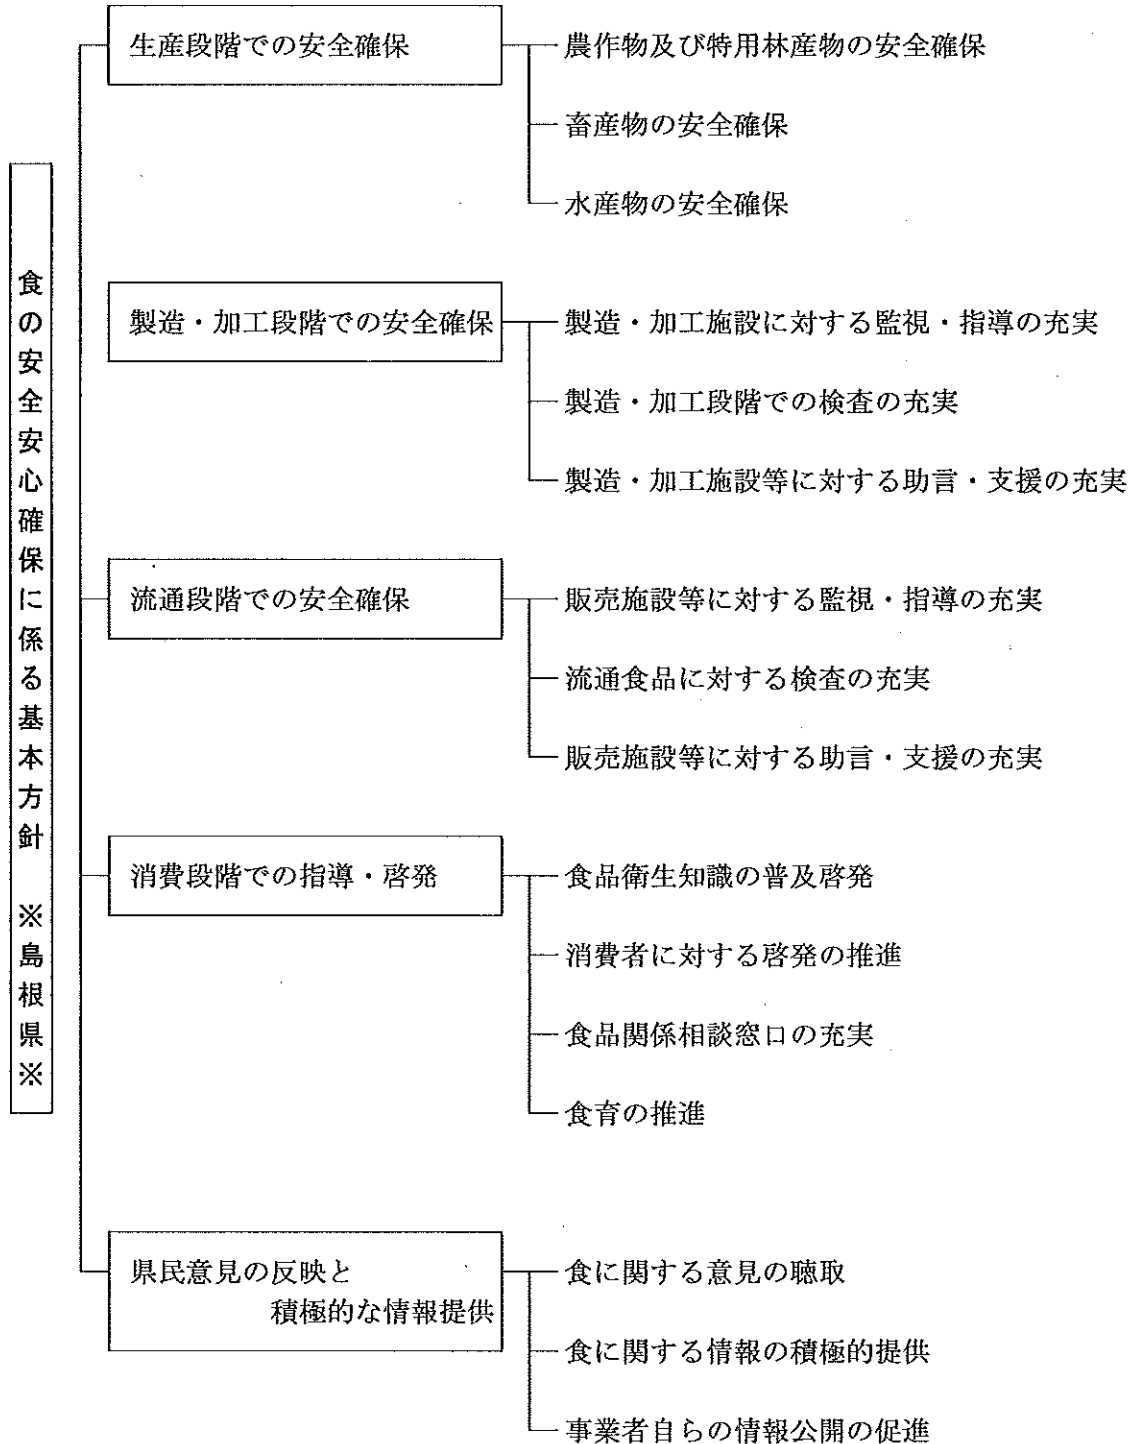 食の安全安心確保に係る基本方針　※島根県※
生産段階での安全確保
農作物及び特用林産物の安全確保
畜産物の安全確保
水産物の安全確保
製造・加工段階での安全確保
製造・加工施設に対する監視・指導の充実
製造・加工段階での検査の充実
製造・加工施設等に対する助言・支援の充実
流通段階での安全確保
販売施設等に対する監視・指導の充実
流通食品に対する検査の充実
販売施設等に対する助言・支援の充実
消費段階での指導・啓発
食品衛生知識の普及啓発
消費者に対する啓発の推進
食品関係相談窓口の充実
食育の推進
県民意見の反映と
積極的な情報提供
食に関する意見の聴取
食に関する情報の積極的提供
事業者自らの情報公開の促進